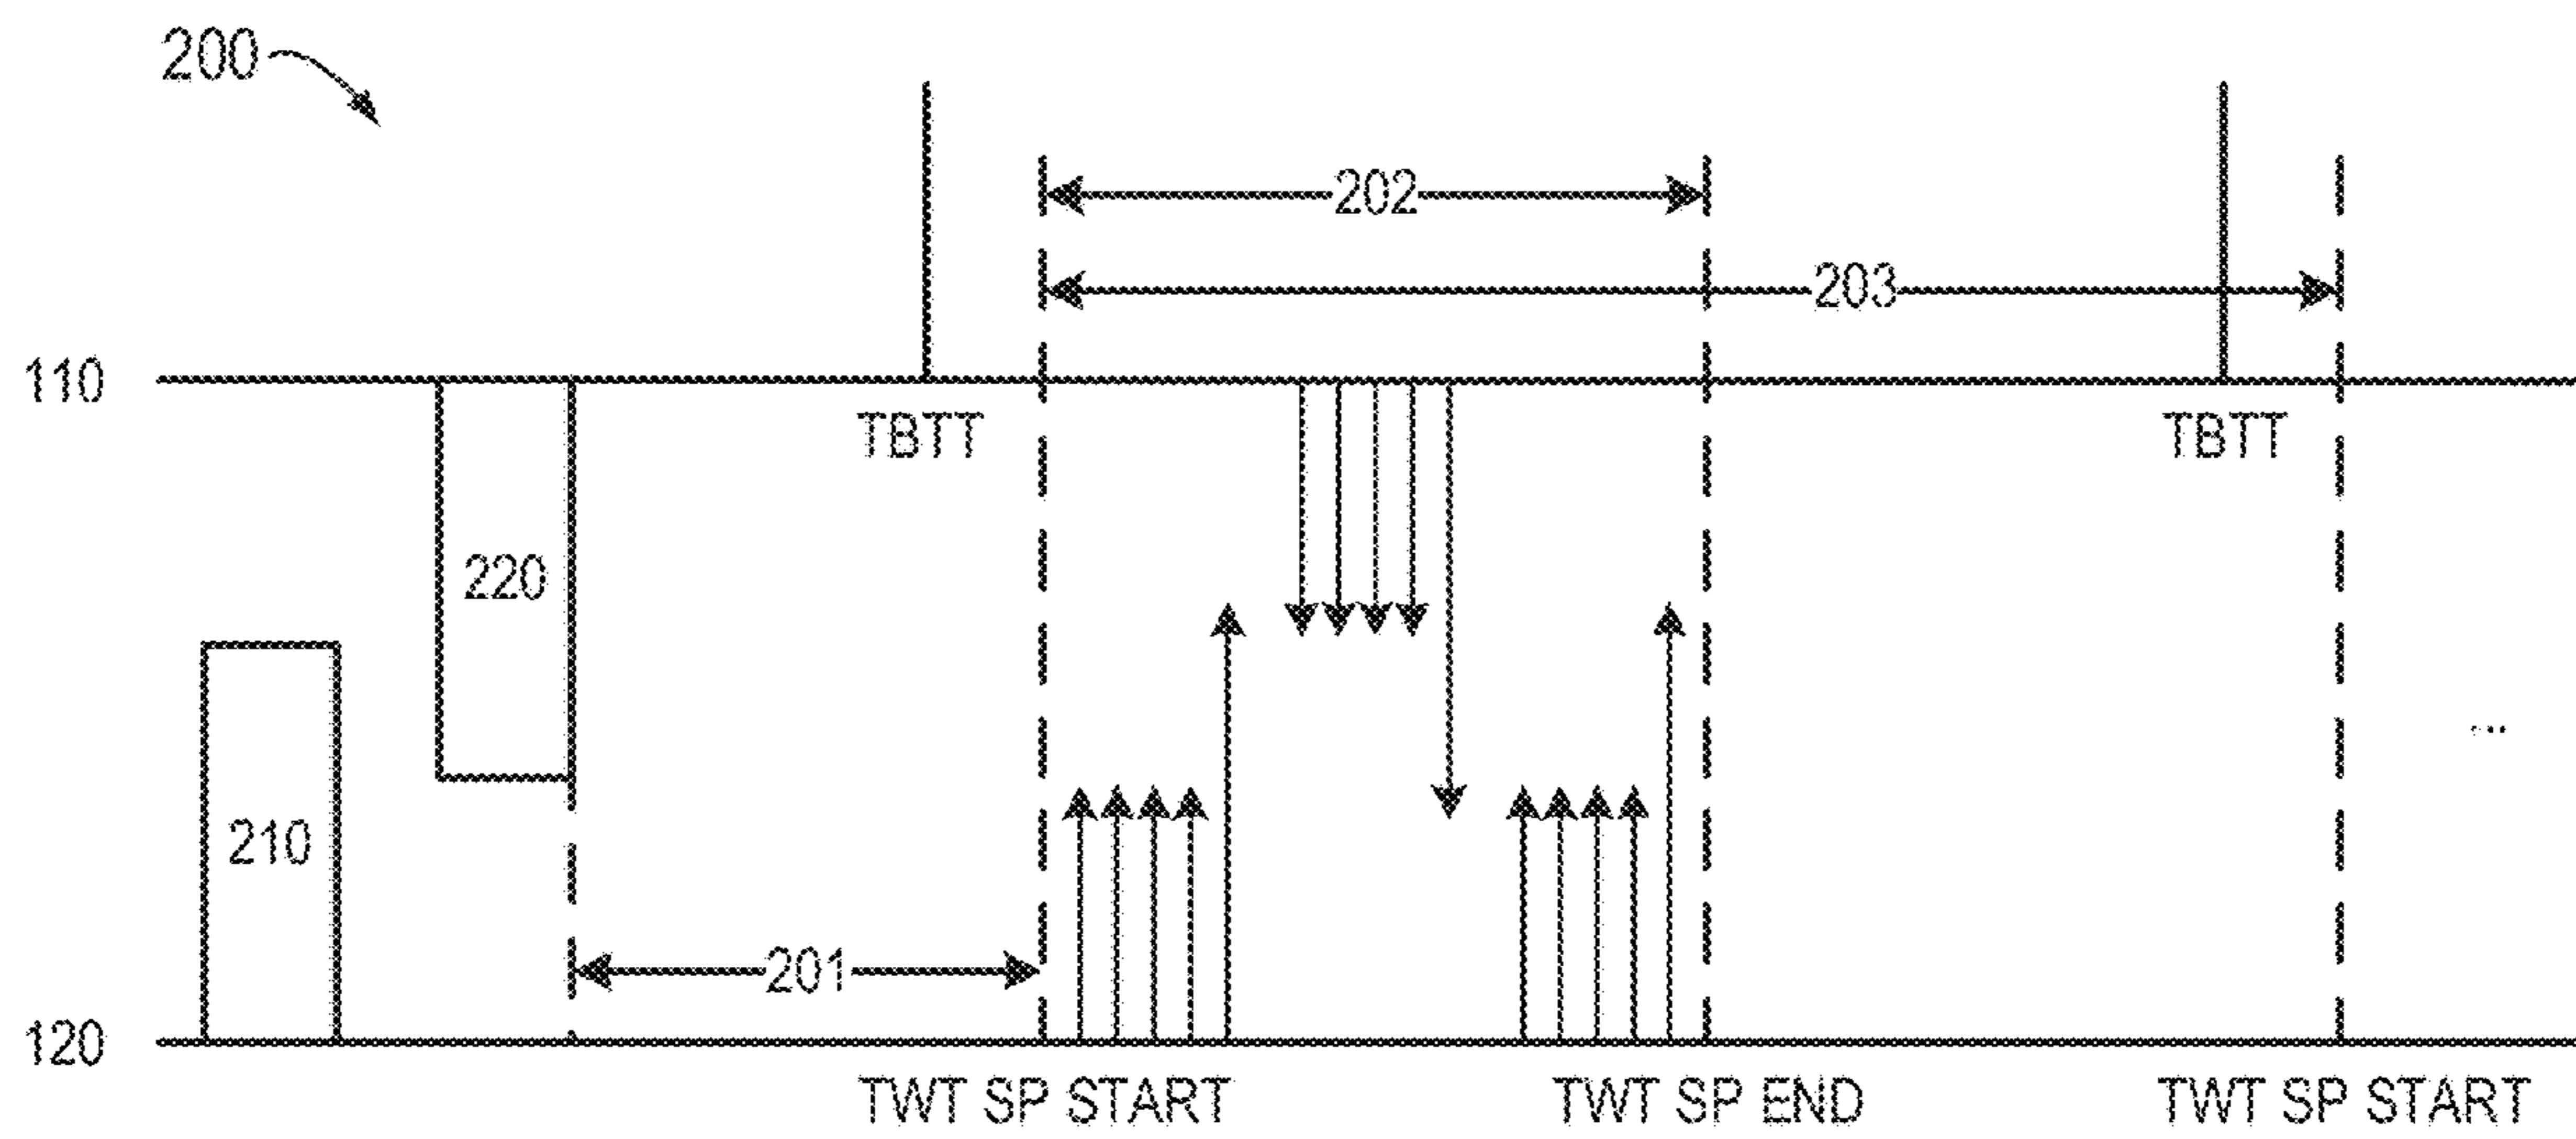 200
202
203
110
TBTT
TBTT
220
210
201
120
TWT SP START
TWT SP END
TWT SP START
...